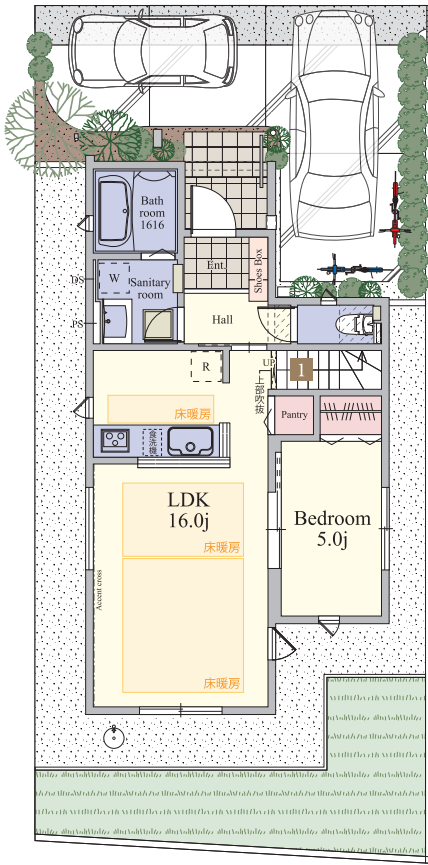 Bath
room
1616
Ent.
Shoes Box
DS
W
Sanitary
room
PS
Hall
R
UP
1
上部吹抜
床暖房
Pantry
食洗機
LDK
16.0j
床暖房
Bedroom
5.0j
Accent cross
床暖房